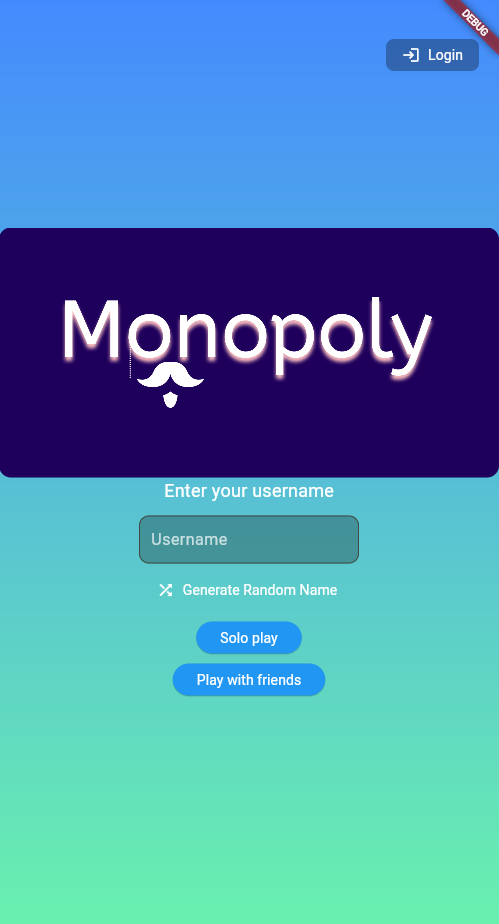 DEBUG
Login
Monopoly
Enter your username
Username
Generate Random Name
Solo play
Play with friends